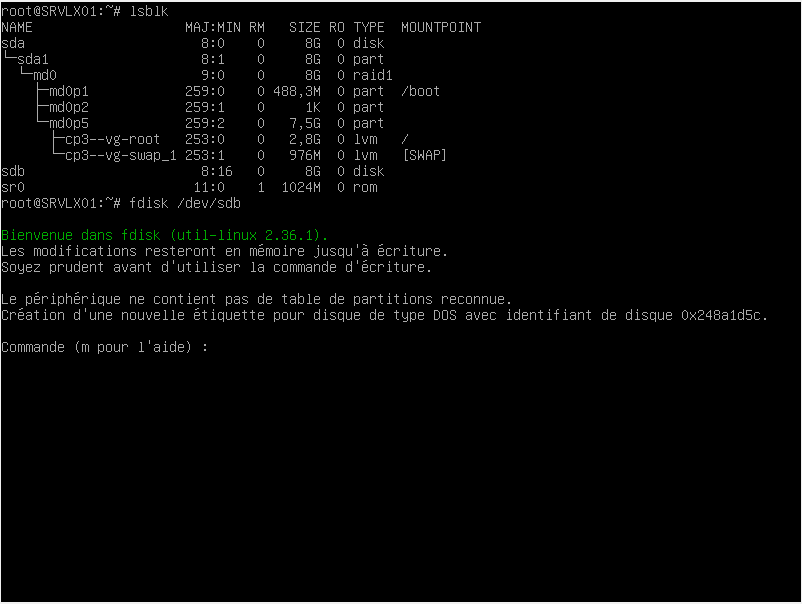 root@SRVLX01:~# lsblk
NAME                   MAJ:MIN RM   SIZE RO TYPE  MOUNTPOINT
sda                      8:0    0     8G  0 disk
└─sda1                   8:1    0     8G  0 part
  └─md0                  9:0    0     8G  0 raid1
    ├─md0p1            259:0    0 488,3M  0 part  /boot
    ├─md0p2            259:1    0     1K  0 part
    └─md0p5            259:2    0   7,5G  0 part
      ├─cp3--vg-root   253:0    0   2,8G  0 lvm   /
      └─cp3--vg-swap_1 253:1    0   976M  0 lvm   [SWAP]
sdb                      8:16   0     8G  0 disk
sr0                     11:0    1  1024M  0 rom
root@SRVLX01:~# fdisk /dev/sdb

Bienvenue dans fdisk (util-linux 2.36.1).
Les modifications resteront en mémoire jusqu'à écriture.
Soyez prudent avant d'utiliser la commande d'écriture.

Le périphérique ne contient pas de table de partitions reconnue.
Création d'une nouvelle étiquette pour disque de type DOS avec identifiant de disque 0x248a1d5c.

Commande (m pour l'aide) :